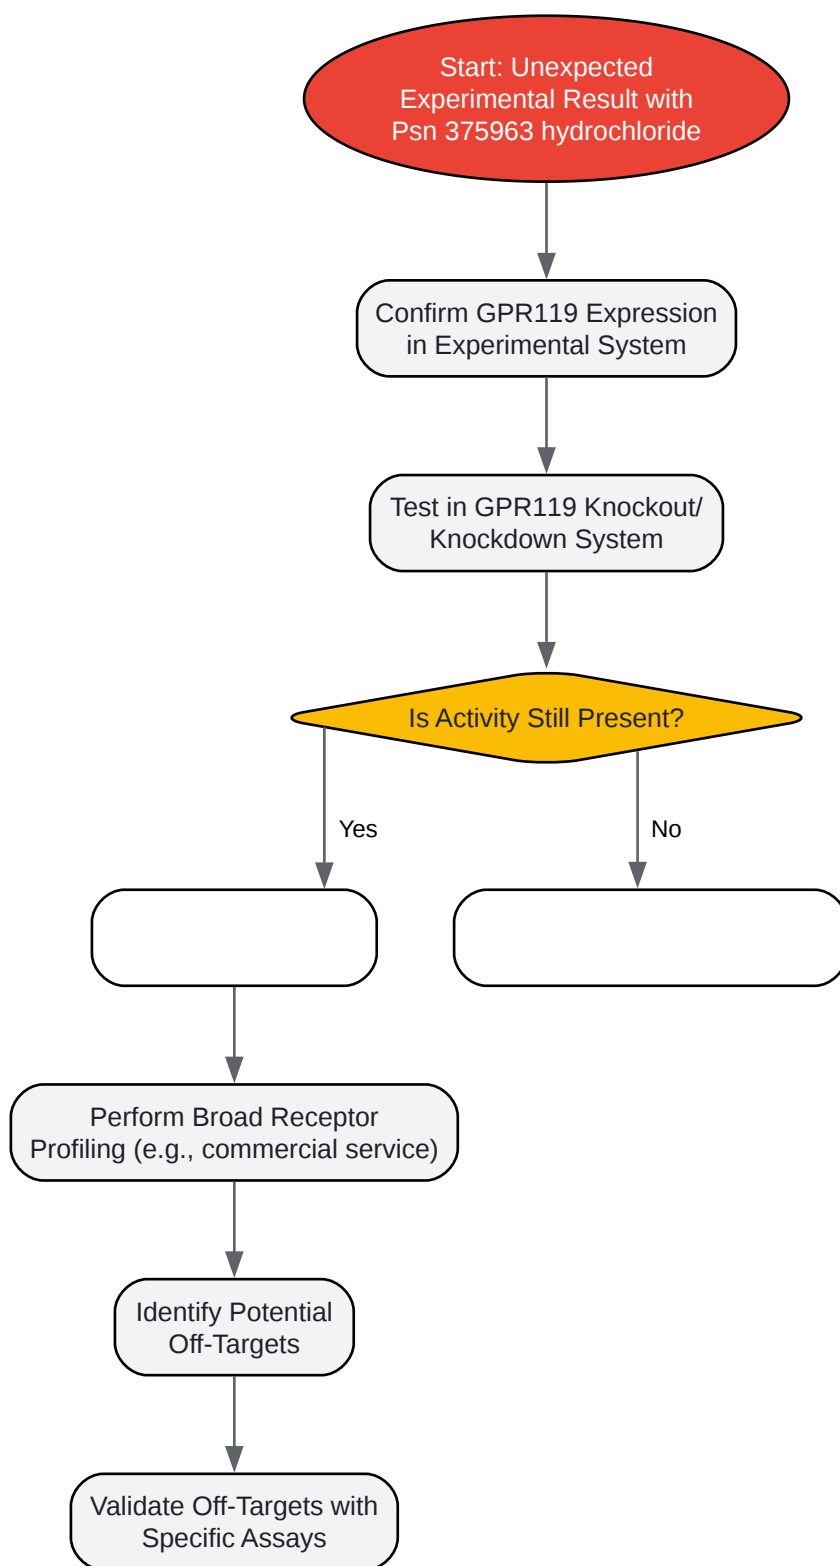 Start: Unexpected
Experimental Result with
Psn 375963 hydrochloride
Confirm GPR119 Expression
in Experimental System
Test in GPR119 Knockout/
Knockdown System
Is Activity Still Present?
Yes
No
Perform Broad Receptor
Profiling (e.g., commercial service)
Identify Potential
Off-Targets
Validate Off-Targets with
Specific Assays